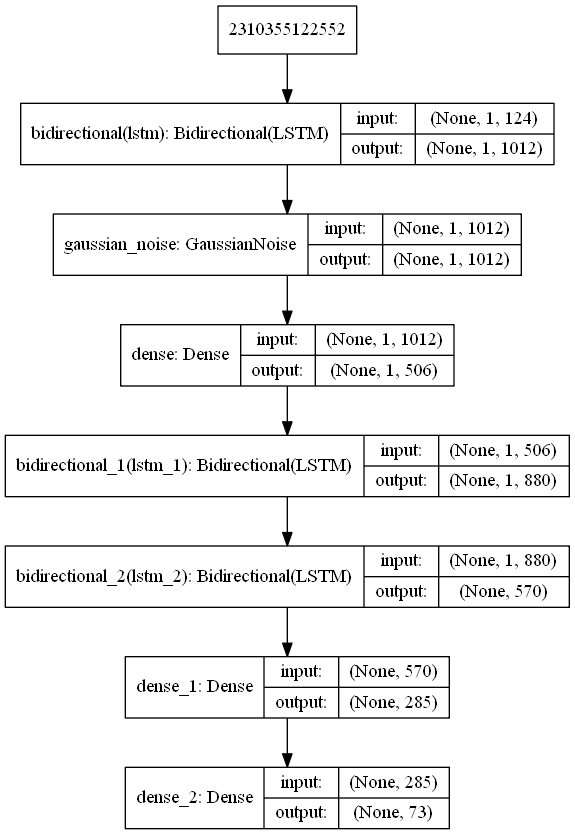 2310355122552
bidirectional(lstm): Bidirectional(LSTM)
input: (None, 1, 124)
output: (None, 1, 1012)
gaussian_noise: GaussianNoise
input: (None, 1, 1012)
output: (None, 1, 1012)
dense: Dense
input: (None, 1, 1012)
output: (None, 1, 506)
bidirectional_1(lstm_1): Bidirectional(LSTM)
input: (None, 1, 506)
output: (None, 1, 880)
bidirectional_2(lstm_2): Bidirectional(LSTM)
input: (None, 1, 880)
output: (None, 570)
dense_1: Dense
input: (None, 570)
output: (None, 285)
dense_2: Dense
input: (None, 285)
output: (None, 73)